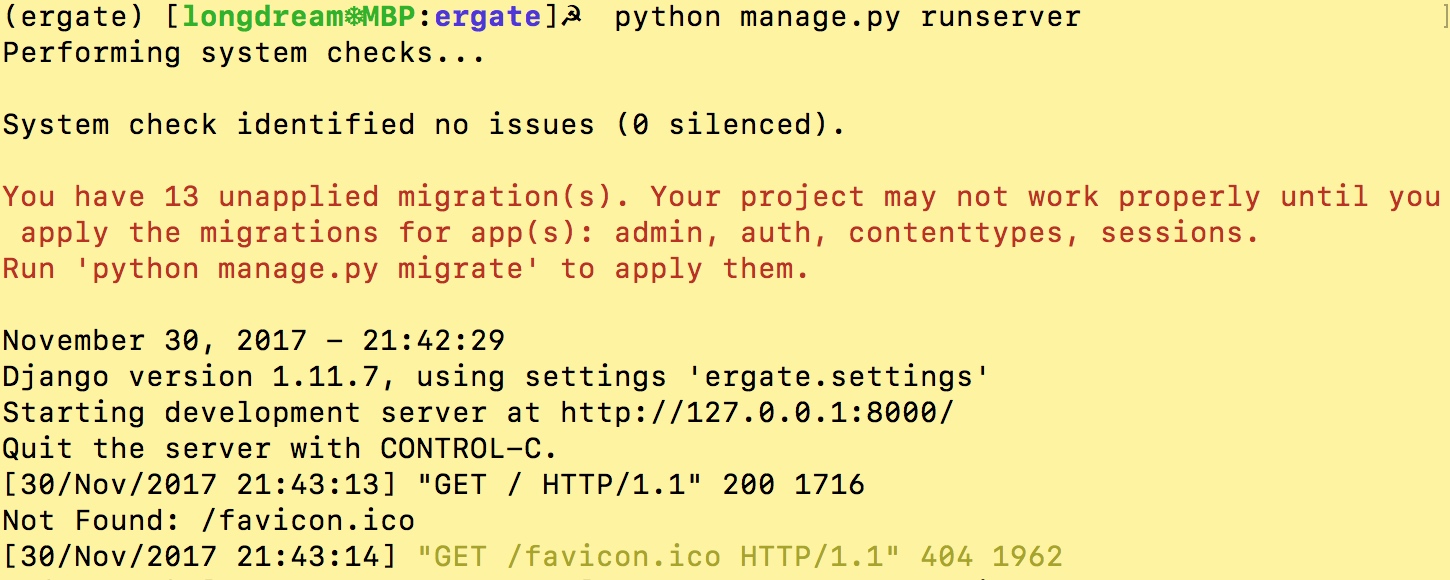 (ergate) [longdream❄MBP:ergate]☭  python manage.py runserver ]
Performing system checks...
System check identified no issues (0 silenced).
You have 13 unapplied migration(s). Your project may not work properly until you
apply the migrations for app(s): admin, auth, contenttypes, sessions.
Run 'python manage.py migrate' to apply them.
November 30, 2017 - 21:42:29
Django version 1.11.7, using settings 'ergate.settings'
Starting development server at http://127.0.0.1:8000/
Quit the server with CONTROL-C.
[30/Nov/2017 21:43:13] "GET / HTTP/1.1" 200 1716
Not Found: /favicon.ico
[30/Nov/2017 21:43:14] "GET /favicon.ico HTTP/1.1" 404 1962